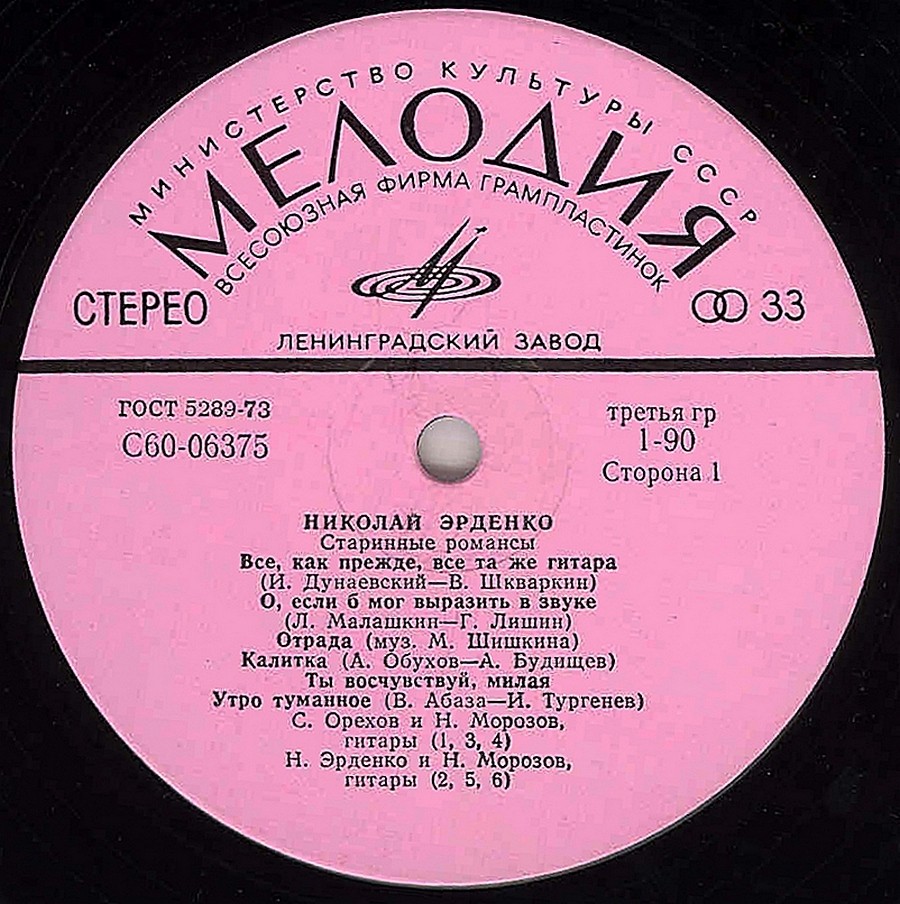 МИНИСТЕРСТВО КУЛЬТУРЫ СССР
МЕЛОДИЯ
ВСЕСОЮЗНАЯ ФИРМА ГРАМПЛАСТИНОК
СТЕРЕО
33
ЛЕНИНГРАДСКИЙ ЗАВОД
ГОСТ 5289-73
С60-06375
третья гр
1-90
Сторона 1
НИКОЛАЙ ЭРДЕНКО
Старинные романсы
Все, как прежде, все та же гитара
(И. Дунаевский—В. Шкваркин)
О, если б мог выразить в звуке
(Л. Малашкин—Г. Лишин)
Отрада (муз. М. Шишкина)
Калитка (А. Обухов—А. Будищев)
Ты восчувствуй, милая
Утро туманное (В. Абаза—И. Тургенев)
С. Орехов и Н. Морозов,
гитары (1, 3, 4)
Н. Эрденко и Н. Морозов,
гитары (2, 5, 6)